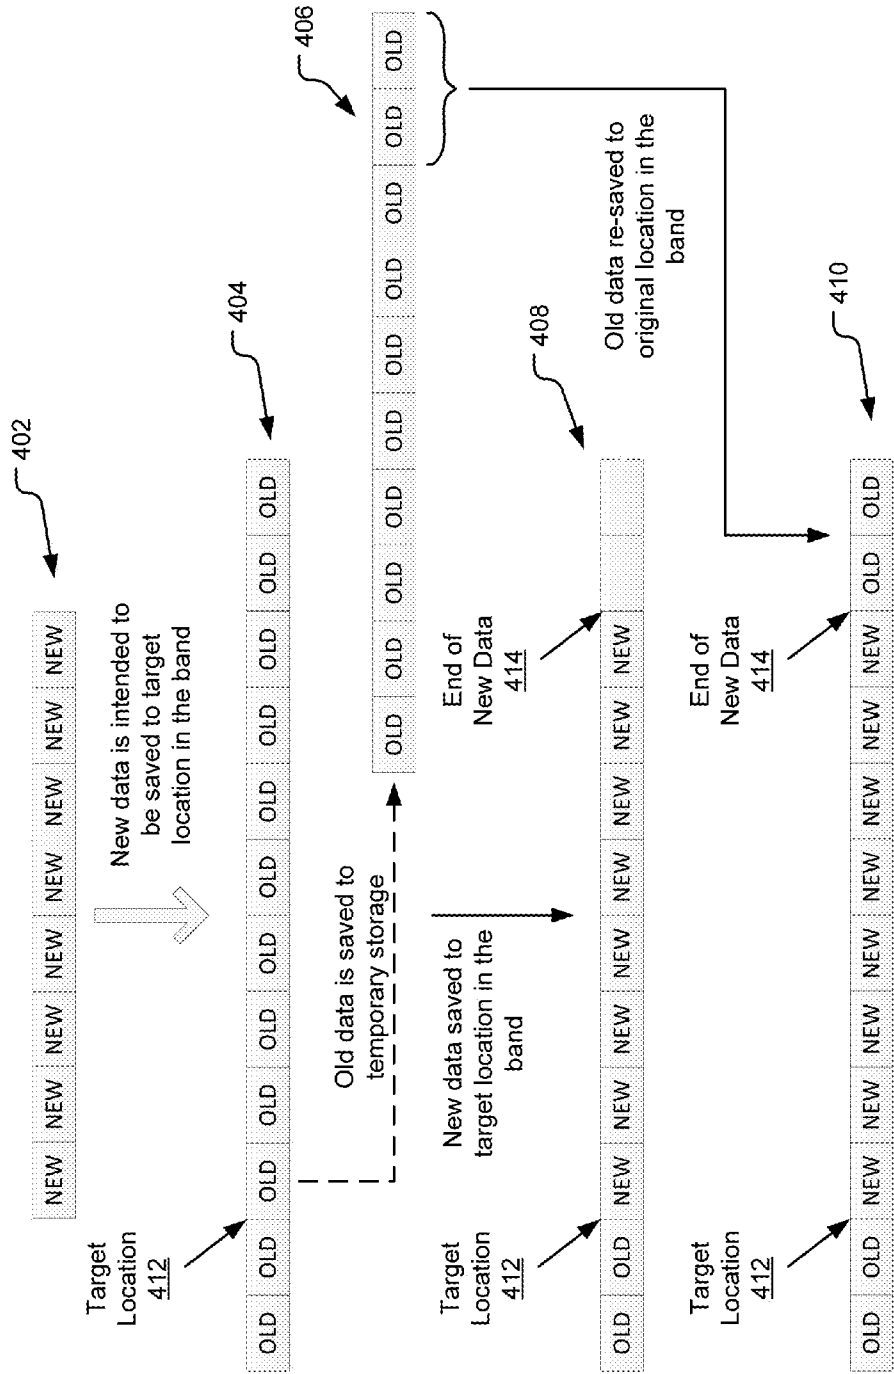 402
NEW NEW NEW NEW NEW NEW NEW NEW
New data is intended to
be saved to target
location in the band
Target
Location
412
404
OLD OLD OLD OLD OLD OLD OLD OLD OLD OLD OLD OLD
406
Old data is saved to
temporary storage
OLD OLD OLD OLD OLD OLD OLD OLD OLD OLD
Target
Location
412
New data saved to
target location in the
band
End of
New Data
414
408
OLD OLD NEW NEW NEW NEW NEW NEW NEW NEW
Old data re-saved to
original location in the
band
Target
Location
412
End of
New Data
414
410
OLD OLD NEW NEW NEW NEW NEW NEW NEW NEW OLD OLD